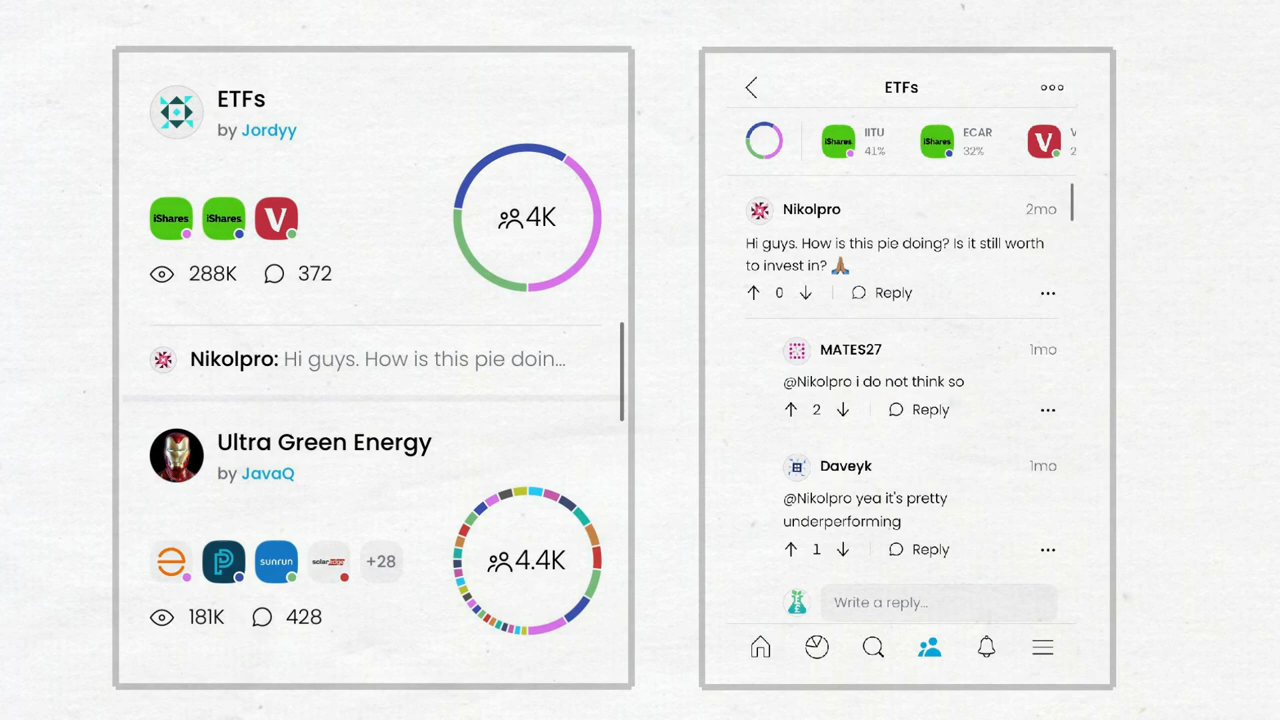 ETFs
by Jordyy
iShares iShares V
4K
288K 372
Nikolpro: Hi guys. How is this pie doin...
Ultra Green Energy
by JavaQ
sunrun solaredge +28
4.4K
181K 428
ETFs
iShares IITU 41% iShares ECAR 32% V
Nikolpro 2mo
Hi guys. How is this pie doing? Is it still worth
to invest in? 🙏🏽
0 Reply
MATES27 1mo
@Nikolpro i do not think so
2 Reply
Daveyk 1mo
@Nikolpro yea it's pretty
underperforming
1 Reply
Write a reply...